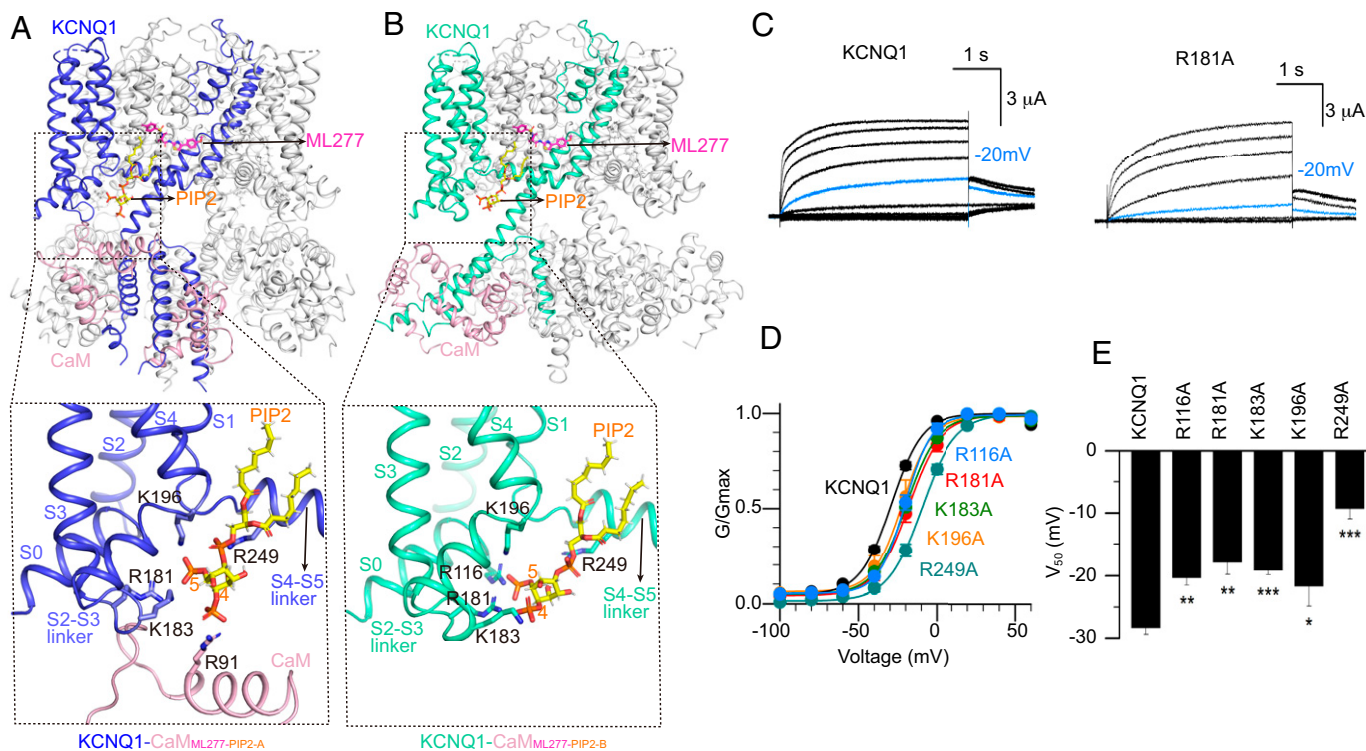 A
KCNQ1
ML277
PIP2
CaM
S4
S1
PIP2
S2
S3
K196
S0
R249
R181
5
4
S4-S5
linker
S2-S3
linker
K183
R91
CaM
KCNQ1-CaMML277-PIP2-A
B
KCNQ1
ML277
PIP2
CaM
S4
S1
PIP2
S2
S3
K196
S0
R249
R116
5
R181
4
S4-S5
linker
S2-S3
linker
K183
KCNQ1-CaMML277-PIP2-B
C
KCNQ1
1 s
3 μA
-20mV
R181A
1 s
3 μA
-20mV
D
1.0
0.5
0.0
G/Gmax
KCNQ1
R116A
R181A
K183A
K196A
R249A
-100
-50
0
50
Voltage (mV)
E
KCNQ1
R116A
R181A
K183A
K196A
R249A
0
-10
-20
-30
V50 (mV)
**
**
***
*
***